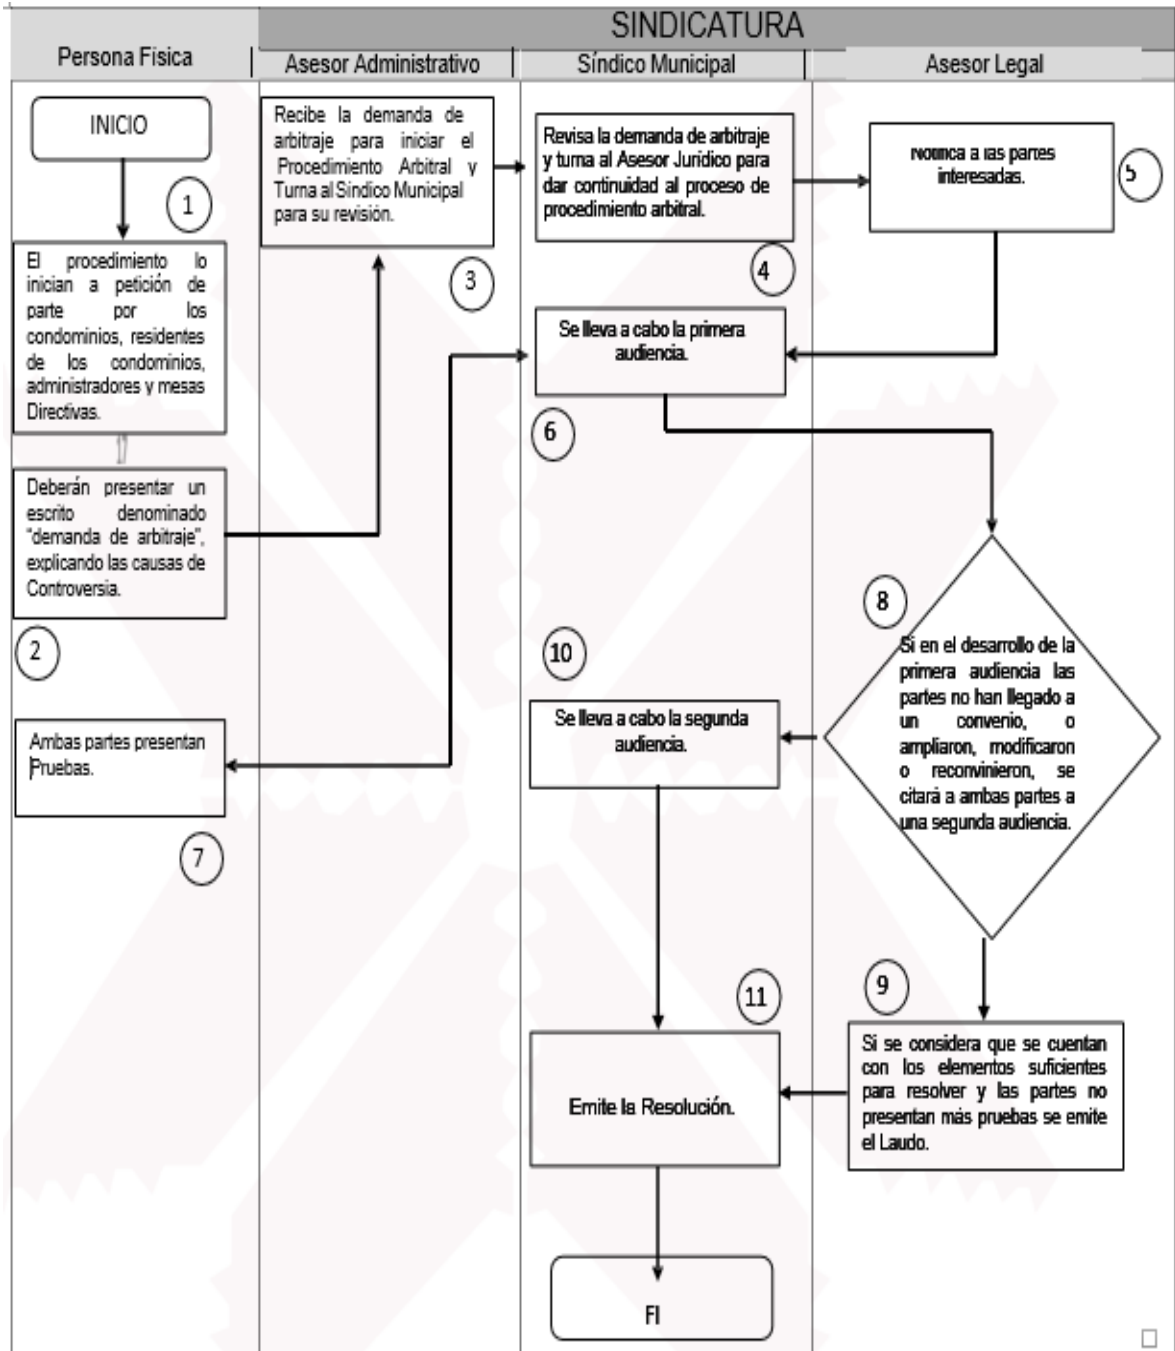 SINDICATURA
Persona Física
Asesor Administrativo
Síndico Municipal
Asesor Legal
INICIO
1
El procedimiento lo
inician a petición de
parte por los
condominios, residentes
de los condominios,
administradores y mesas
Directivas.
Deberán presentar un
escrito denominado
“demanda de arbitraje”,
explicando las causas de
Controversia.
2
Recibe la demanda de
arbitraje para iniciar el
Procedimiento Arbitral y
Turna al Síndico Municipal
para su revisión.
3
Revisa la demanda de arbitraje
y turna al Asesor Jurídico para
dar continuidad al proceso de
procedimiento arbitral.
4
Notifica a las partes
interesadas.
5
Se lleva a cabo la primera
audiencia.
6
Ambas partes presentan
Pruebas.
7
8
Si en el desarrollo de la
primera audiencia las
partes no han llegado a
un convenio, o
ampliaron, modificaron
o reconvinieron, se
citará a ambas partes a
una segunda audiencia.
9
Si se considera que se cuentan
con los elementos suficientes
para resolver y las partes no
presentan más pruebas se emite
el Laudo.
10
Se lleva a cabo la segunda
audiencia.
11
Emite la Resolución.
FI